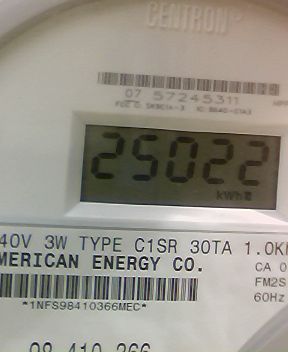 CENTRON
07 57245311
25022
kWh
40V 3W TYPE C1SR 30TA 1.0K
MERICAN ENERGY CO.
CA 0
FM2S
60Hz
*1NFS98410366MEC*
98 410 366